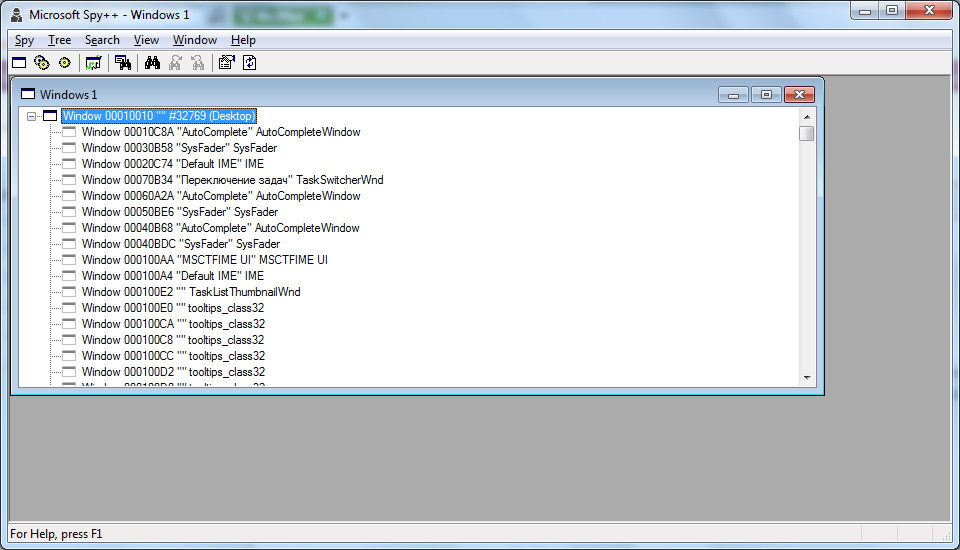 Microsoft Spy++ - Windows 1
Spy Tree Search View Window Help
Windows 1
Window 00010010 "" #32769 (Desktop)
Window 00010C8A "AutoComplete" AutoCompleteWindow
Window 00030B58 "SysFader" SysFader
Window 00020C74 "Default IME" IME
Window 00070B34 "Переключение задач" TaskSwitcherWnd
Window 00060A2A "AutoComplete" AutoCompleteWindow
Window 00050BE6 "SysFader" SysFader
Window 00040B68 "AutoComplete" AutoCompleteWindow
Window 00040BDC "SysFader" SysFader
Window 000100AA "MSCTFIME UI" MSCTFIME UI
Window 000100A4 "Default IME" IME
Window 000100E2 "" TaskListThumbnailWnd
Window 000100E0 "" tooltips_class32
Window 000100CA "" tooltips_class32
Window 000100C8 "" tooltips_class32
Window 000100CC "" tooltips_class32
Window 000100D2 "" tooltips_class32
For Help, press F1